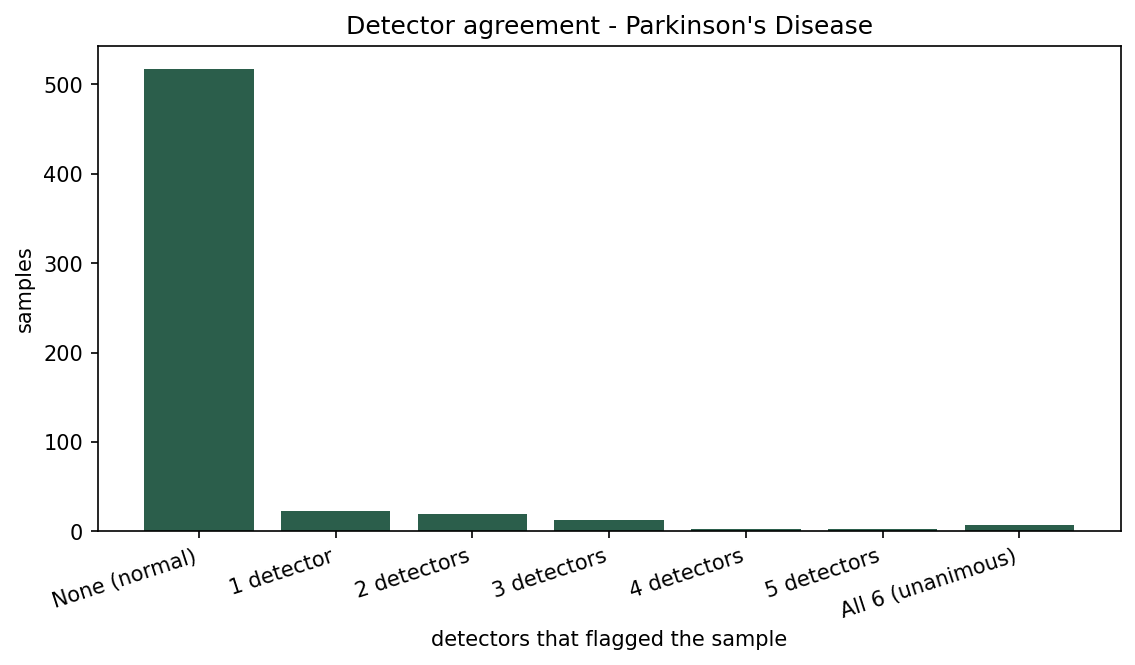 Detector agreement - Parkinson's Disease
samples
500
400
300
200
100
0
None (normal)
1 detector
2 detectors
3 detectors
4 detectors
5 detectors
All 6 (unanimous)
detectors that flagged the sample